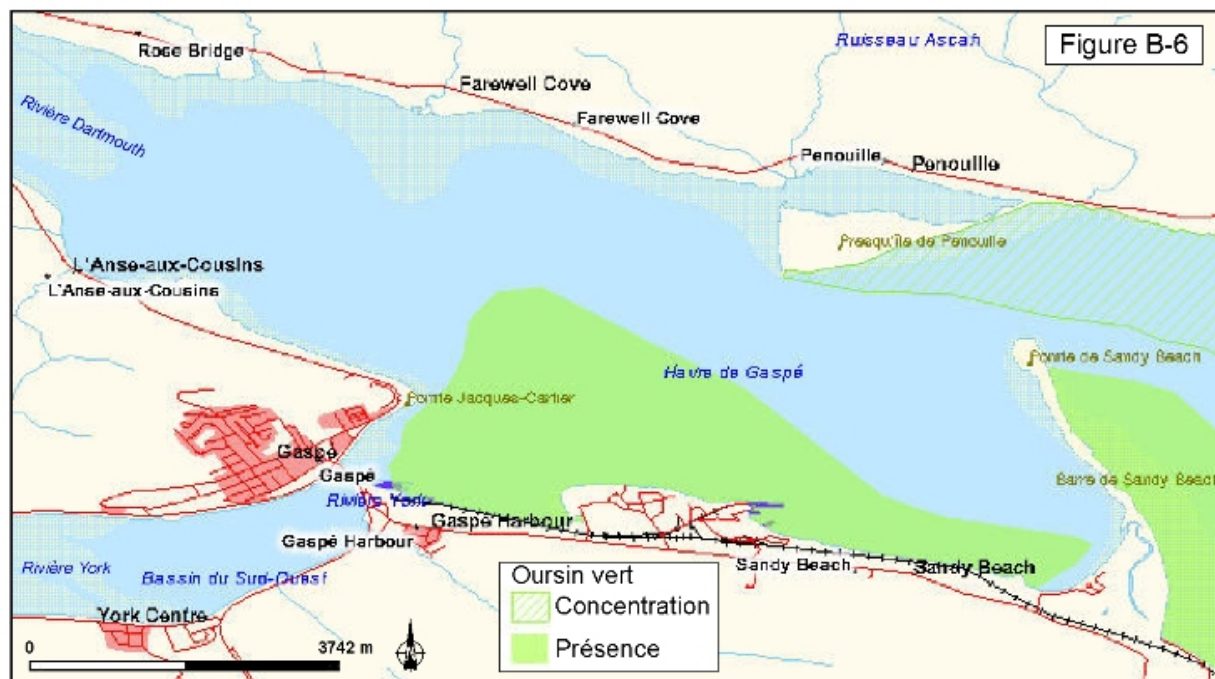 Figure B-6
Rose Bridge
Ruisseau Ascah
Farewell Cove
Rivière Dartmouth
Farewell Cove
Penouille
Penouille
Presqu'île de Penouille
L'Anse-aux-Cousins
L'Anse-aux-Cousins
Pointe de Sandy Beach
Havre de Gaspé
Pointe Jacques-Cartier
Gaspé
Gaspé
Barre de Sandy Beach
Rivière York
Gaspé Harbour
Gaspé Harbour
Sandy Beach
Sandy Beach
Rivière York
Bassin du Sud-Ouest
York Centre
Oursin vert
Concentration
Présence
0
3742 m
N